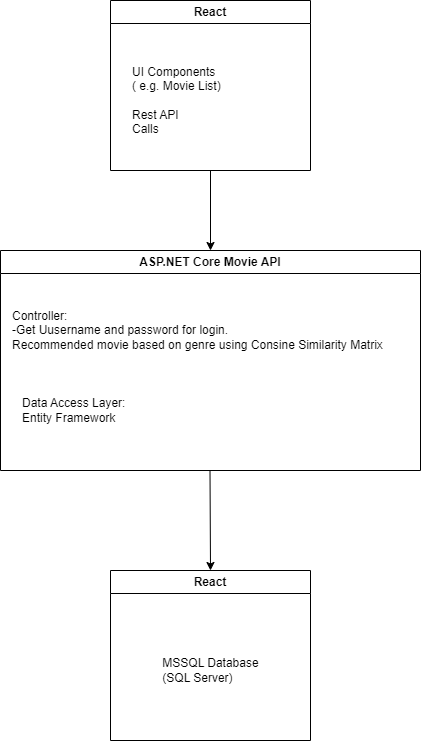 React
UI Components
( e.g. Movie List)
Rest API
Calls
ASP.NET Core Movie API
Controller:
-Get Uusername and password for login.
Recommended movie based on genre using Consine Similarity Matrix
Data Access Layer:
Entity Framework
React
MSSQL Database
(SQL Server)